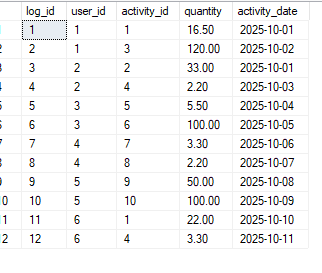 log_id user_id activity_id quantity activity_date
1 1 1 1 16.50 2025-10-01
2 2 1 3 120.00 2025-10-02
3 3 2 2 33.00 2025-10-01
4 4 2 4 2.20 2025-10-03
5 5 3 5 5.50 2025-10-04
6 6 3 6 100.00 2025-10-05
7 7 4 7 3.30 2025-10-06
8 8 4 8 2.20 2025-10-07
9 9 5 9 50.00 2025-10-08
10 10 5 10 100.00 2025-10-09
11 11 6 1 22.00 2025-10-10
12 12 6 4 3.30 2025-10-11